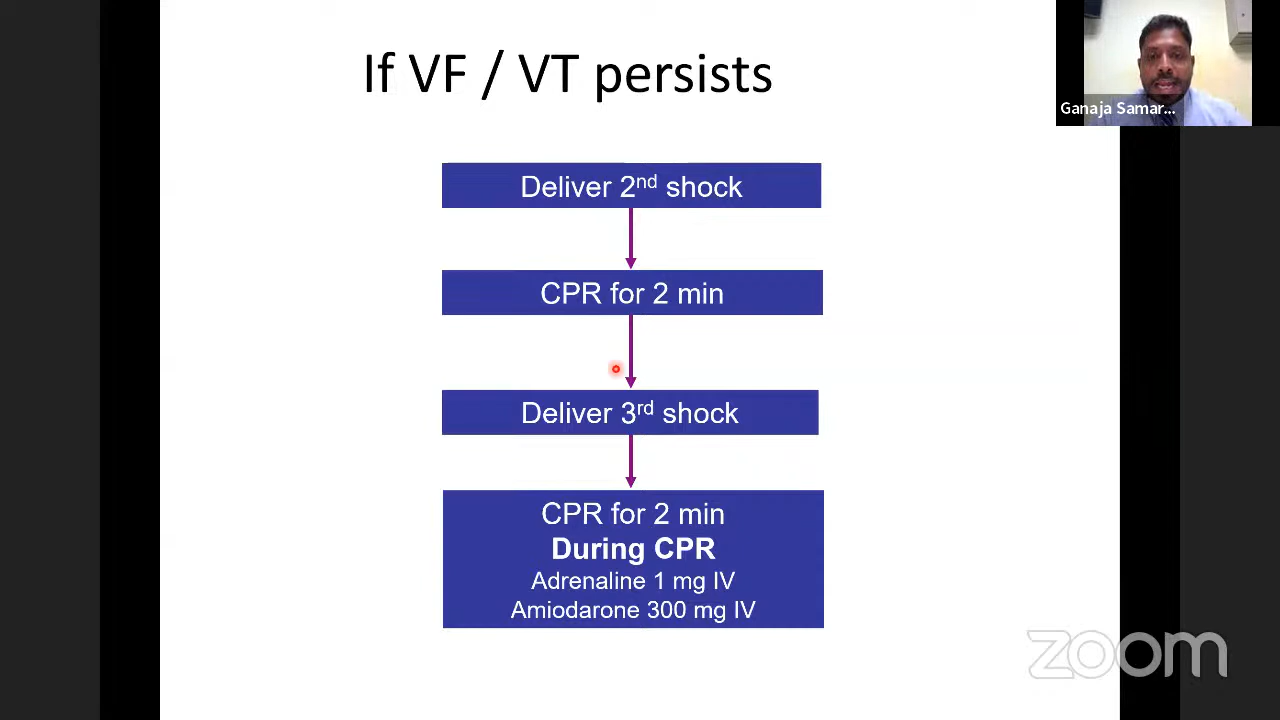 If VF / VT persists
Ganaja Samar...
Deliver 2nd shock
CPR for 2 min
Deliver 3rd shock
CPR for 2 min
During CPR
Adrenaline 1 mg IV
Amiodarone 300 mg IV
zoom